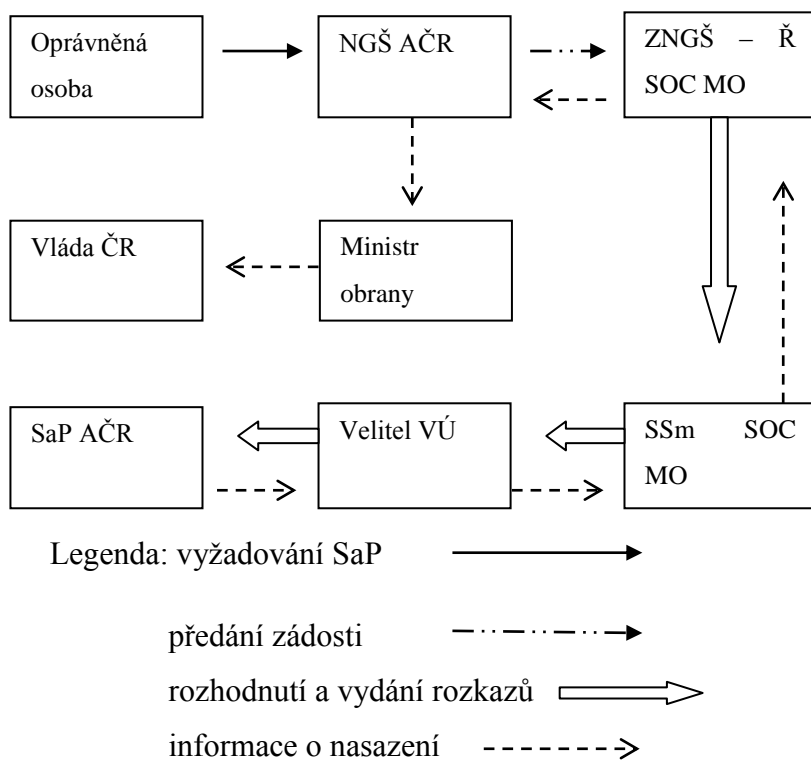 Oprávněná
osoba
NGŠ AČR
ZNGŠ – Ř
SOC MO
Vláda ČR
Ministr
obrany
SaP AČR
Velitel VÚ
SSm SOC
MO
Legenda: vyžadování SaP
předání zádosti
rozhodnutí a vydání rozkazů
informace o nasazení